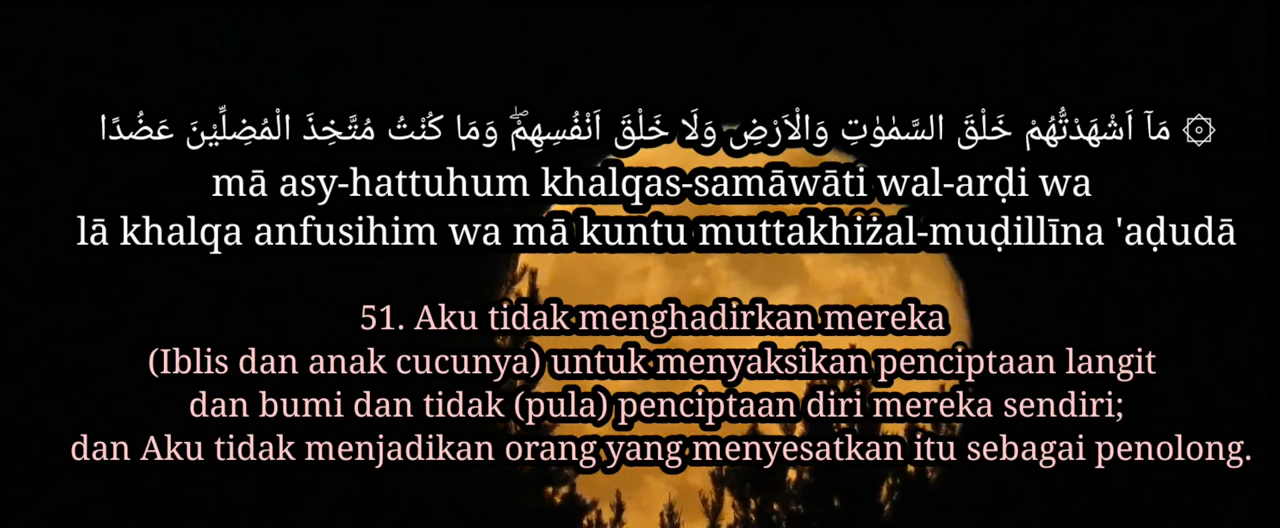 ۞ مَآ اَشْهَدْتُّهُمْ خَلْقَ السَّمٰوٰتِ وَالْاَرْضِ وَلَا خَلْقَ اَنْفُسِهِمْۖ وَمَا كُنْتُ مُتَّخِذَ الْمُضِلِّيْنَ عَضُدًا
mā asy-hattuhum khalqas-samāwāti wal-arḍi wa
lā khalqa anfusihim wa mā kuntu muttakhiżal-muḍillīna 'aḍudā
51. Aku tidak menghadirkan mereka
(Iblis dan anak cucunya) untuk menyaksikan penciptaan langit
dan bumi dan tidak (pula) penciptaan diri mereka sendiri;
dan Aku tidak menjadikan orang yang menyesatkan itu sebagai penolong.